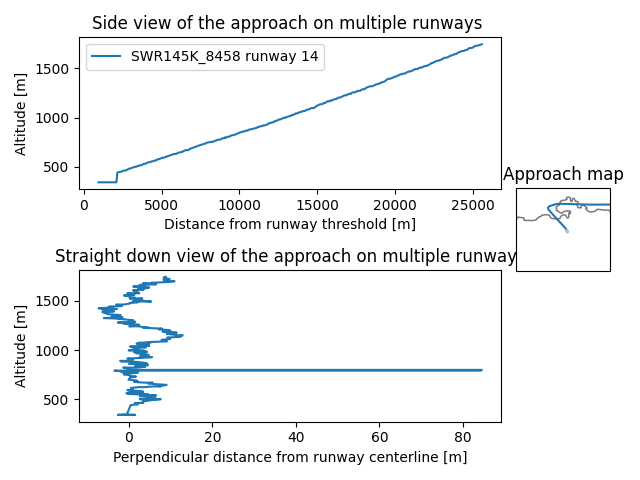 Side view of the approach on multiple runways
SWR145K_8458 runway 14
1500
1000
500
Altitude [m]
0 5000 10000 15000 20000 25000
Distance from runway threshold [m]
Approach map
Straight down view of the approach on multiple runway
1500
1000
500
Altitude [m]
0 20 40 60 80
Perpendicular distance from runway centerline [m]